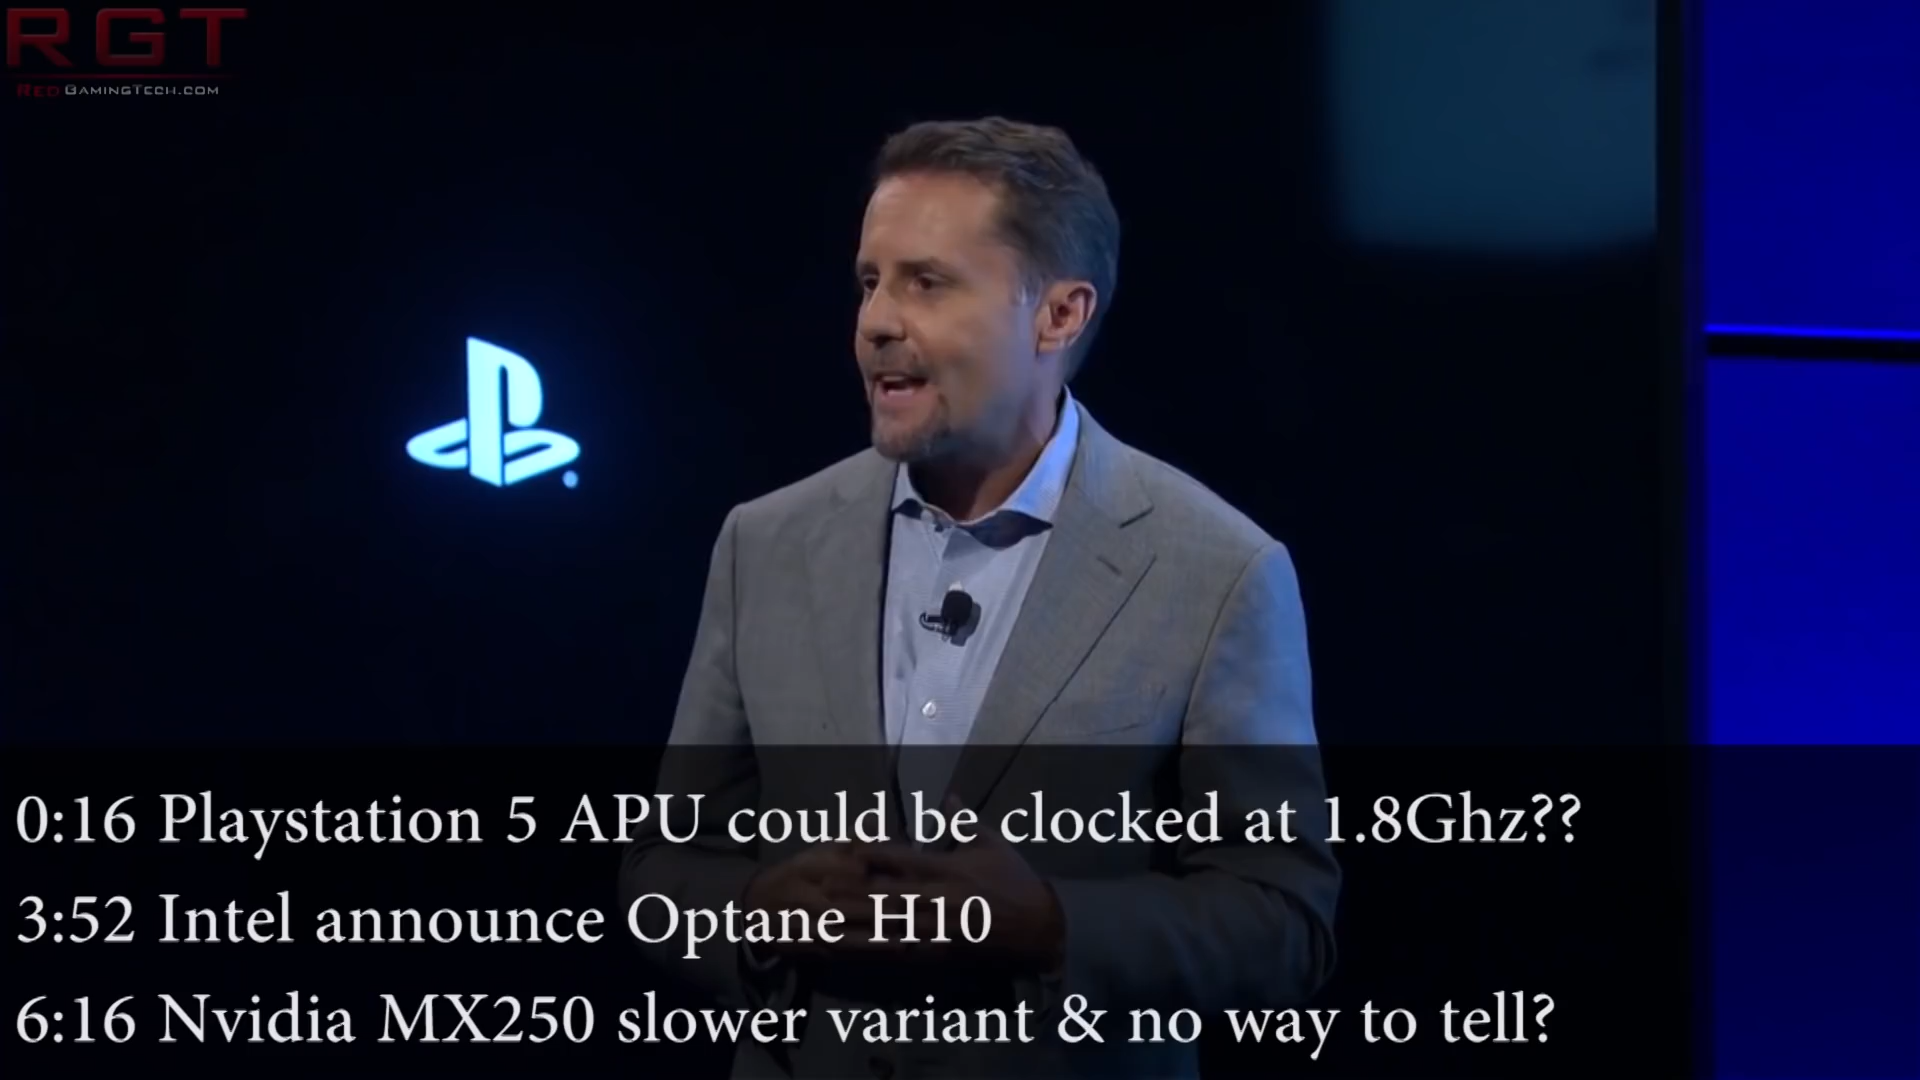 RGT
REDGAMINGTECH.COM
0:16 Playstation 5 APU could be clocked at 1.8Ghz??
3:52 Intel announce Optane H10
6:16 Nvidia MX250 slower variant & no way to tell?